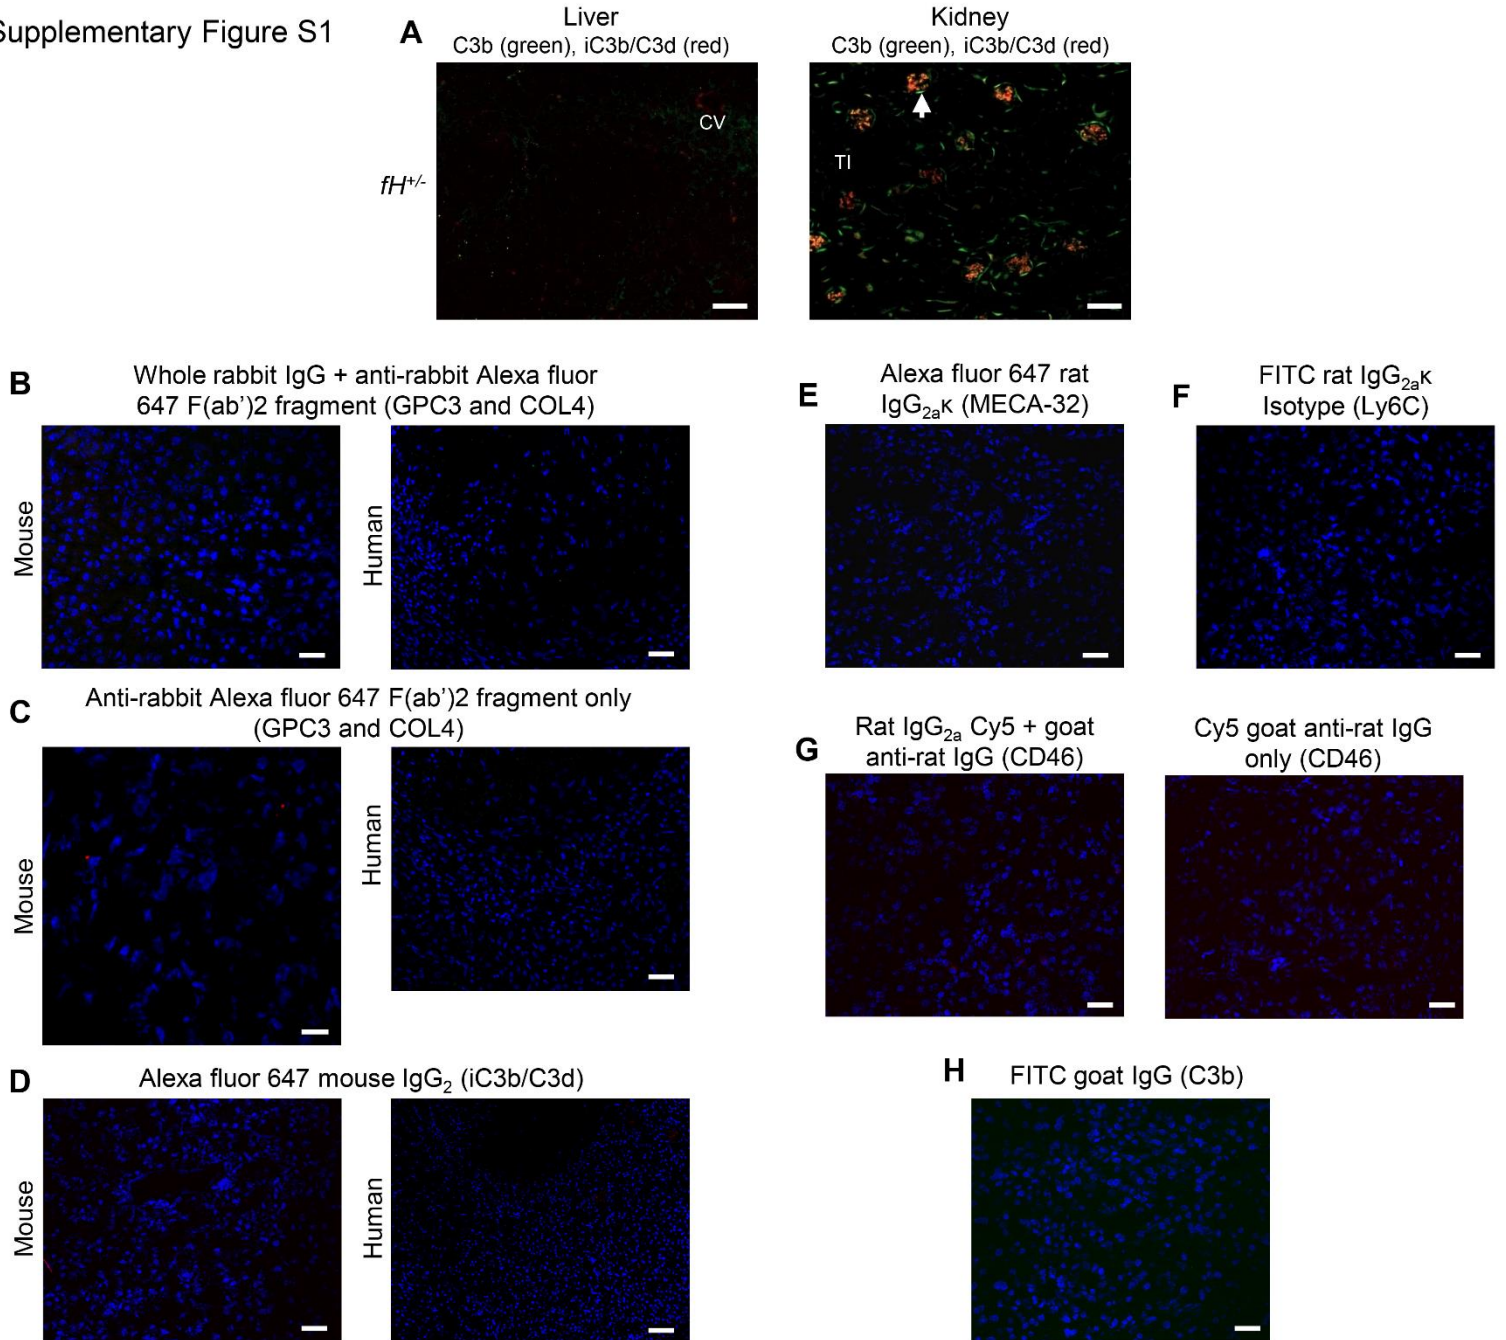 Supplementary Figure S1
A
Liver
C3b (green), iC3b/C3d (red)
Kidney
C3b (green), iC3b/C3d (red)
fH+/-
CV
TI
B
Whole rabbit IgG + anti-rabbit Alexa fluor
647 F(ab’)2 fragment (GPC3 and COL4)
Mouse
Human
C
Anti-rabbit Alexa fluor 647 F(ab’)2 fragment only
(GPC3 and COL4)
Mouse
Human
D
Alexa fluor 647 mouse IgG2 (iC3b/C3d)
Mouse
Human
E
Alexa fluor 647 rat
IgG2aκ (MECA-32)
F
FITC rat IgG2aκ
Isotype (Ly6C)
G
Rat IgG2a Cy5 + goat
anti-rat IgG (CD46)
Cy5 goat anti-rat IgG
only (CD46)
H
FITC goat IgG (C3b)